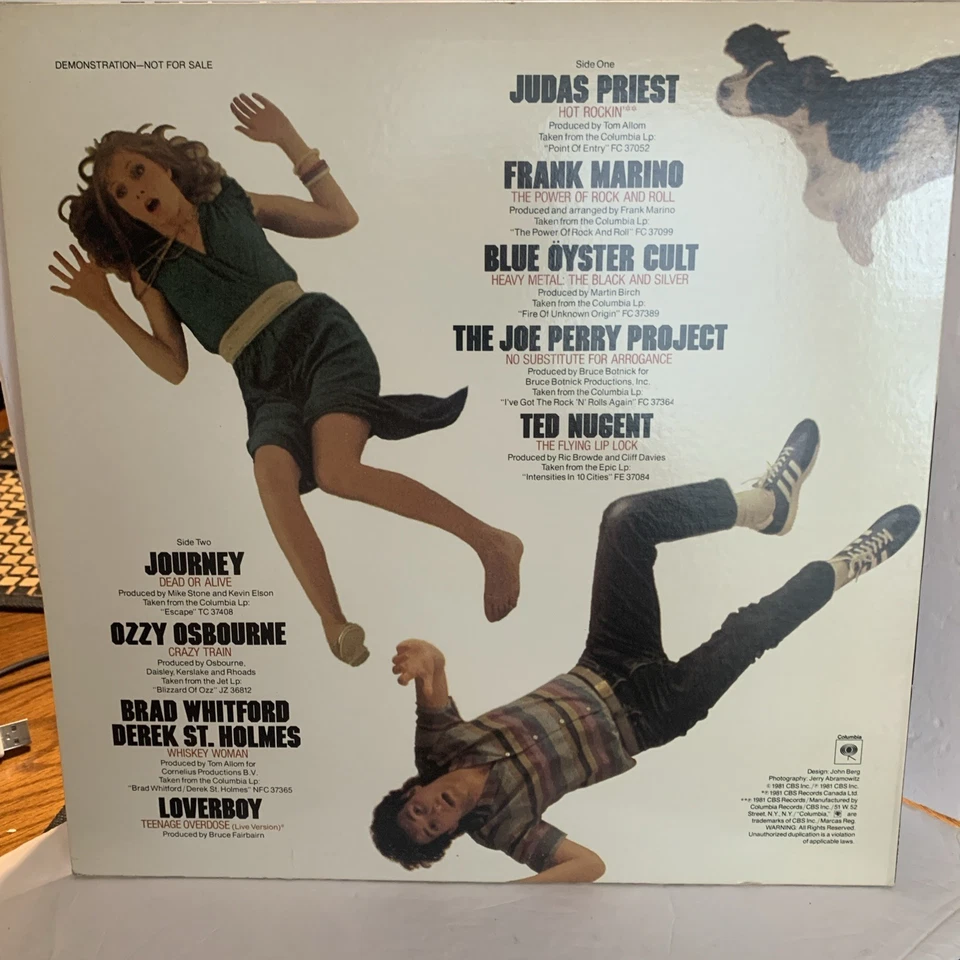 DEMONSTRATION—NOT FOR SALE
Side One
JUDAS PRIEST
HOT ROCKIN'
Produced by Tom Allom
Taken from the Columbia Lp:
"Point Of Entry" FC 37052
FRANK MARINO
THE POWER OF ROCK AND ROLL
Produced and arranged by Frank Marino
Taken from the Columbia Lp:
"The Power Of Rock And Roll" FC 37099
BLUE ÖYSTER CULT
HEAVY METAL: THE BLACK AND SILVER
Produced by Martin Birch
Taken from the Columbia Lp:
"Fire Of Unknown Origin" FC 37389
THE JOE PERRY PROJECT
NO SUBSTITUTE FOR ARROGANCE
Produced by Bruce Botnick for
Bruce Botnick Productions, Inc.
Taken from the Columbia Lp:
"I've Got The Rock 'N' Rolls Again" FC 37364
TED NUGENT
THE FLYING LIP LOCK
Produced by Ric Browde and Cliff Davies
Taken from the Epic Lp:
"Intensities In 10 Cities" FE 37084
Side Two
JOURNEY
DEAD OR ALIVE
Produced by Mike Stone and Kevin Elson
Taken from the Columbia Lp:
"Escape" TC 37408
OZZY OSBOURNE
CRAZY TRAIN
Produced by Osbourne,
Daisley, Kerslake and Rhoads
Taken from the Jet Lp:
"Blizzard Of Ozz" JZ 36812
BRAD WHITFORD
DEREK ST. HOLMES
WHISKEY WOMAN
Produced by Tom Allom for
Cornelius Productions B.V.
Taken from the Columbia Lp:
"Brad Whitford/Derek St. Holmes" NFC 37365
LOVERBOY
TEENAGE OVERDOSE (Live Version)*
Produced by Bruce Fairbairn
Columbia
Design: John Berg
Photography: Jerry Abramowitz
© 1981 CBS Inc./℗ 1981 CBS Inc.
*℗ 1981 CBS Records Canada Ltd.
**℗ 1981 CBS Records/Manufactured by
Columbia Records/CBS Inc./51 W. 52
Street, N.Y., N.Y./"Columbia," are
trademarks of CBS Inc./Marcas Reg.
WARNING: All Rights Reserved.
Unauthorized duplication is a violation
of applicable laws.